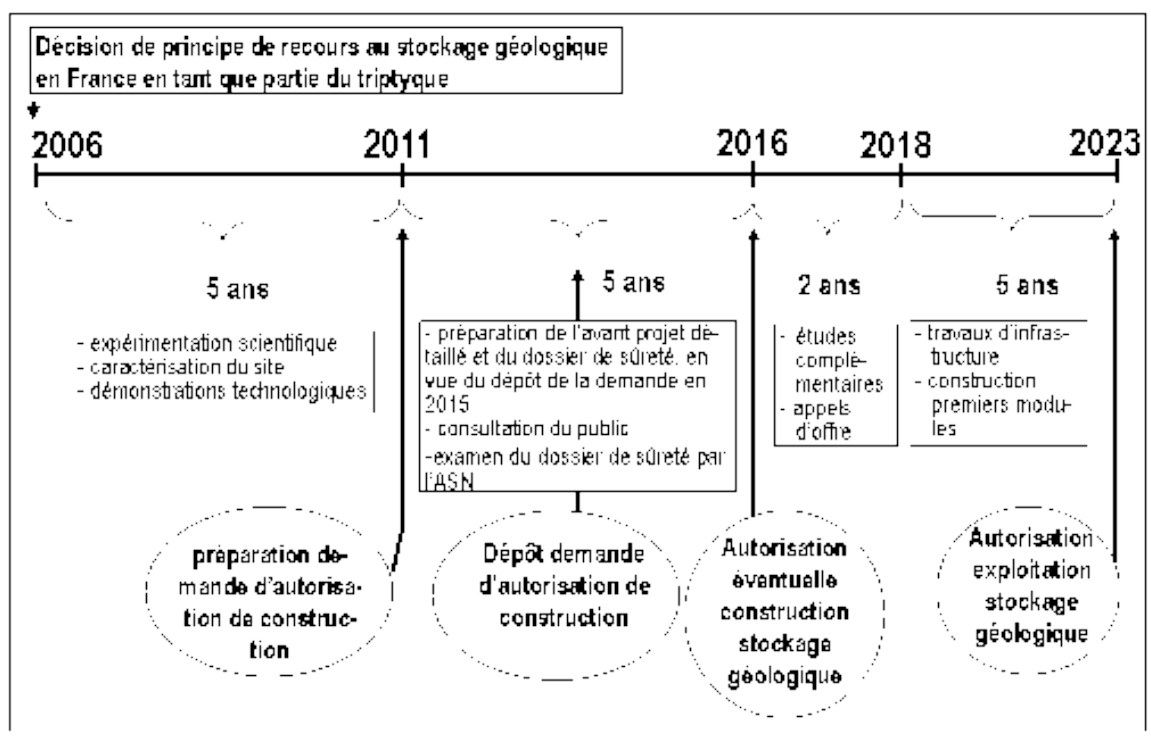 Décision de principe de recours au stockage géologique
en France en tant que partie du triptyque
2006
2011
2016
2018
2023
5 ans
5 ans
2 ans
5 ans
- expérimentation scientifique
- caractérisation du site
- démonstrations technologiques
- préparation de l'avant projet dé-
taillé et du dossier de sûreté, en
vue du dépôt de la demande en
2015
- consultation du public
-examen du dossier de sûreté par
l'ASN
- études
complé-
mentaires
- appels
d'offre
- travaux d'infras-
tructure
- construction
premiers modu-
les
préparation de-
mande d'autorisa-
tion de construc-
tion
Dépôt demande
d'autorisation de
construction
Autorisation
éventuelle
construction
stockage
géologique
Autorisation
exploitation
stockage
géologique